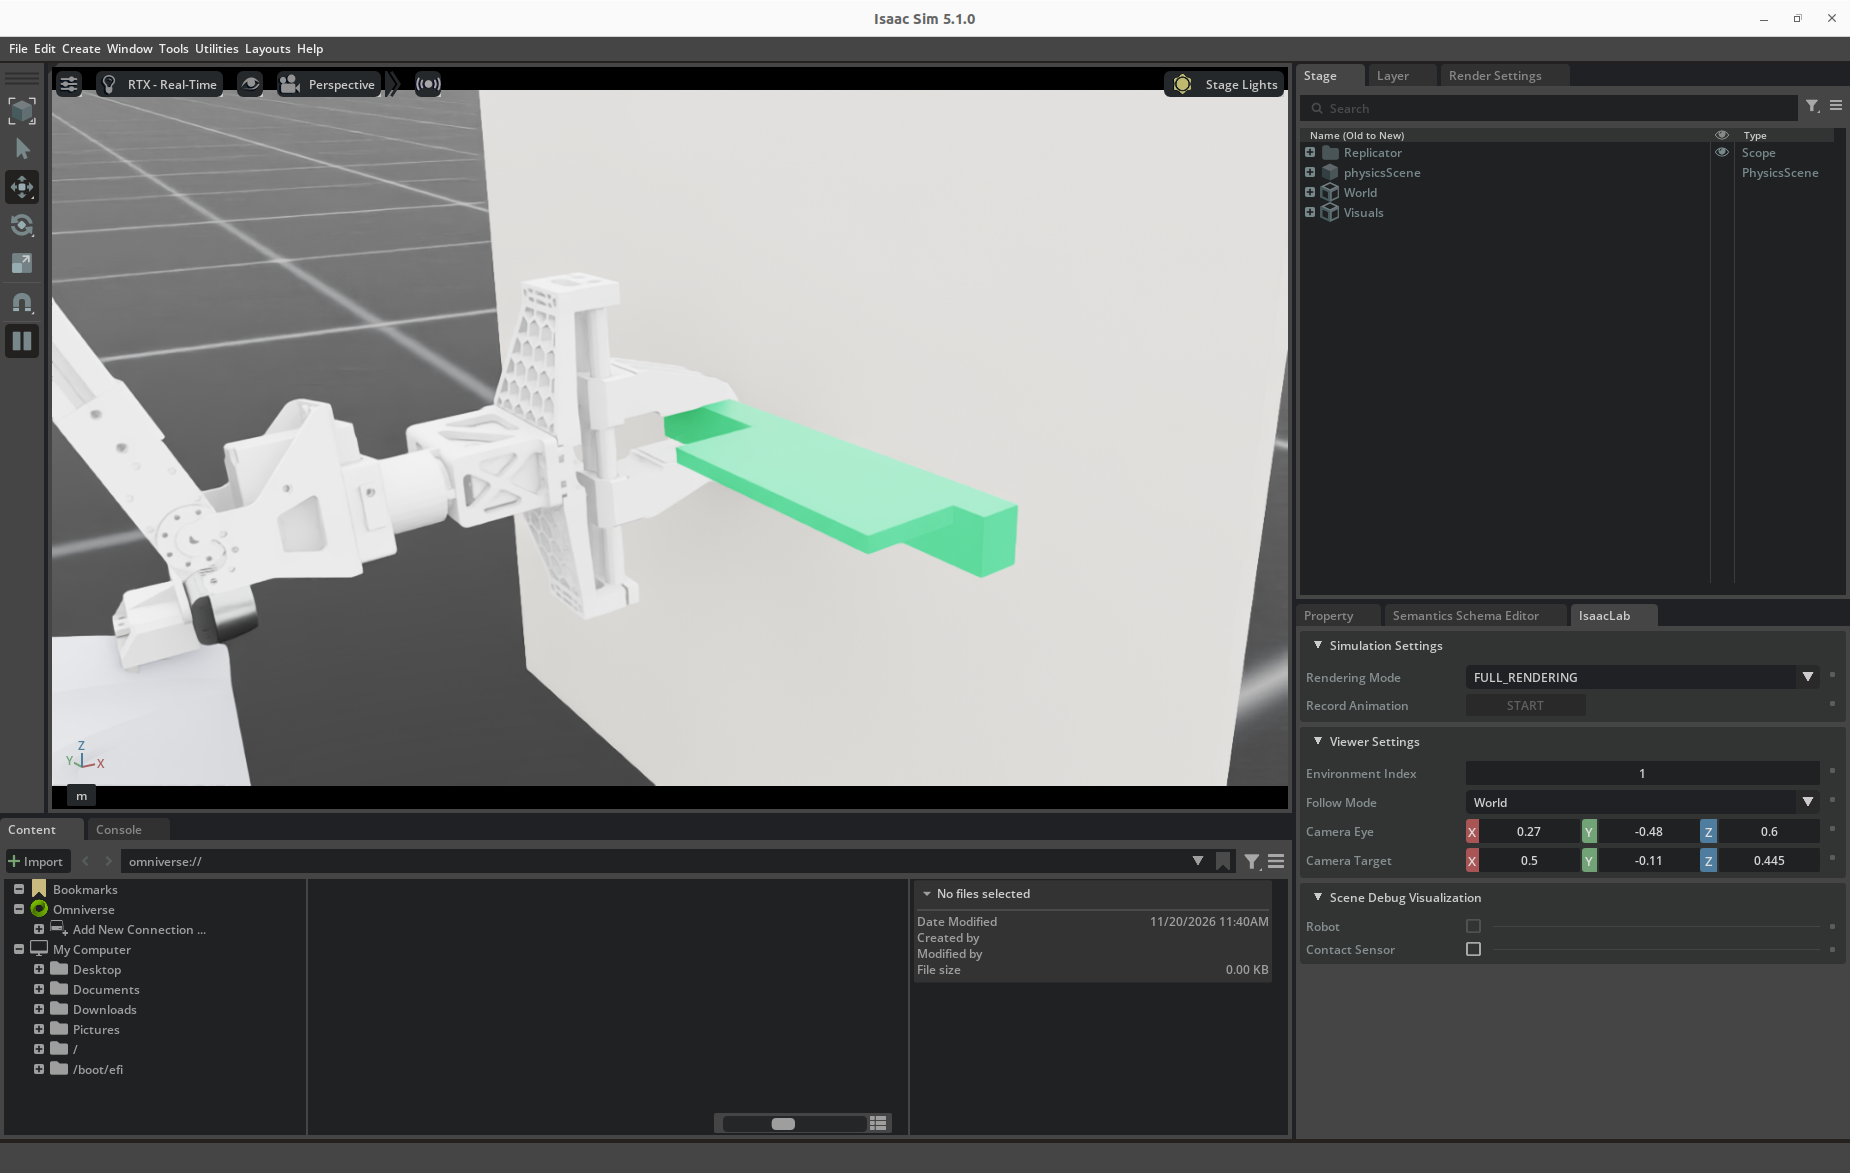 Isaac Sim 5.1.0
File Edit Create Window Tools Utilities Layouts Help
RTX - Real-Time
Perspective
Stage Lights
Z
Y
X
m
Stage
Layer
Render Settings
Search
Name (Old to New)
Type
Replicator
Scope
physicsScene
PhysicsScene
World
Visuals
Property
Semantics Schema Editor
IsaacLab
Simulation Settings
Rendering Mode
FULL_RENDERING
Record Animation
START
Viewer Settings
Environment Index
1
Follow Mode
World
Camera Eye
X 0.27 Y -0.48 Z 0.6
Camera Target
X 0.5 Y -0.11 Z 0.445
Scene Debug Visualization
Robot
Contact Sensor
Content
Console
Import
omniverse://
Bookmarks
Omniverse
Add New Connection ...
My Computer
Desktop
Documents
Downloads
Pictures
/
/boot/efi
No files selected
Date Modified 11/20/2026 11:40AM
Created by
Modified by
File size 0.00 KB